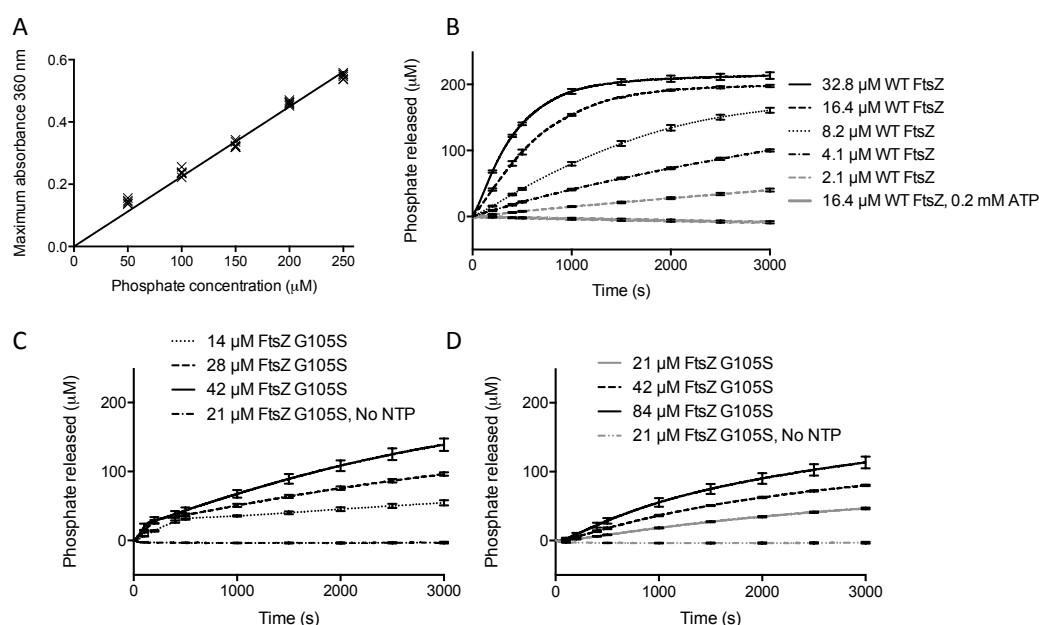 A
Maximum absorbance 360 nm
0.6
0.4
0.2
0.0
0
50
100
150
200
250
Phosphate concentration (μM)
B
Phosphate released (μM)
200
100
0
0
1000
2000
3000
Time (s)
32.8 μM WT FtsZ
16.4 μM WT FtsZ
8.2 μM WT FtsZ
4.1 μM WT FtsZ
2.1 μM WT FtsZ
16.4 μM WT FtsZ, 0.2 mM ATP
C
14 μM FtsZ G105S
28 μM FtsZ G105S
42 μM FtsZ G105S
21 μM FtsZ G105S, No NTP
Phosphate released (μM)
200
100
0
0
1000
2000
3000
Time (s)
D
21 μM FtsZ G105S
42 μM FtsZ G105S
84 μM FtsZ G105S
21 μM FtsZ G105S, No NTP
Phosphate released (μM)
200
100
0
0
1000
2000
3000
Time (s)